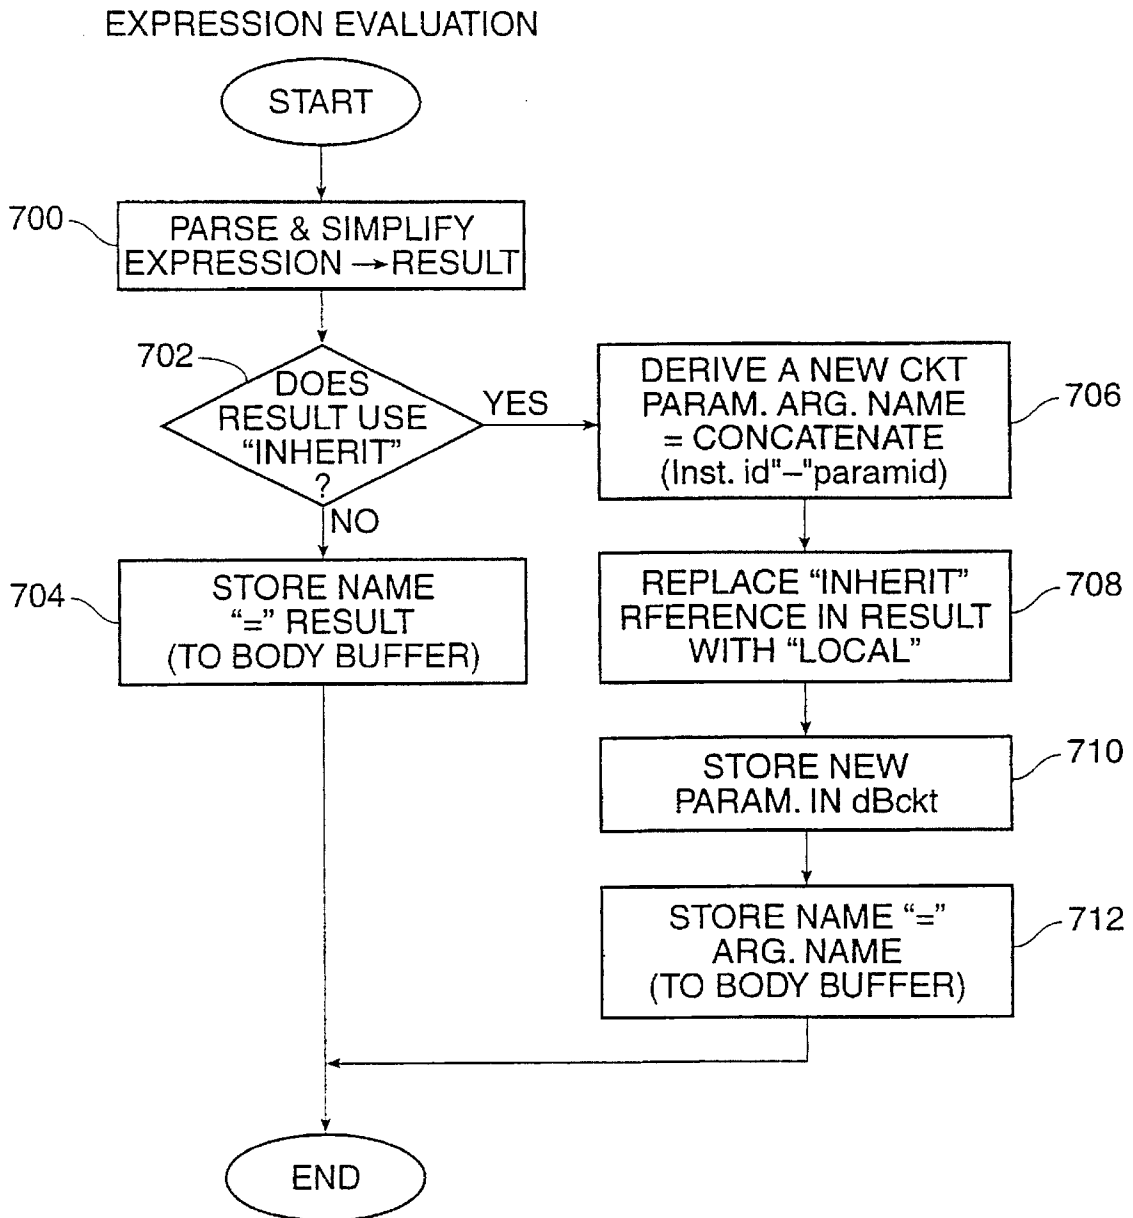 EXPRESSION EVALUATION
START
700
PARSE & SIMPLIFY
EXPRESSION → RESULT
702
DOES
RESULT USE
“INHERIT”
?
YES
NO
704
STORE NAME
“=” RESULT
(TO BODY BUFFER)
DERIVE A NEW CKT
PARAM. ARG. NAME
= CONCATENATE
(Inst. id"–"paramid)
706
REPLACE “INHERIT”
RFERENCE IN RESULT
WITH “LOCAL”
708
STORE NEW
PARAM. IN dBckt
710
STORE NAME “=”
ARG. NAME
(TO BODY BUFFER)
712
END